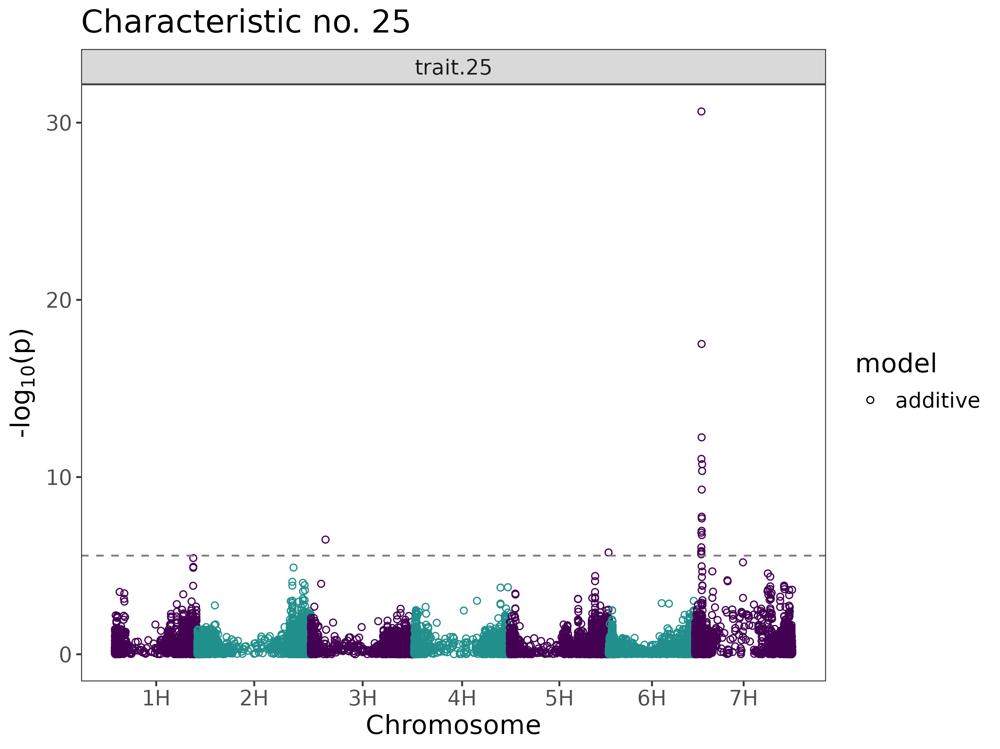 Characteristic no. 25
trait.25
30
20
10
0
-log10(p)
1H 2H 3H 4H 5H 6H 7H
Chromosome
model
additive